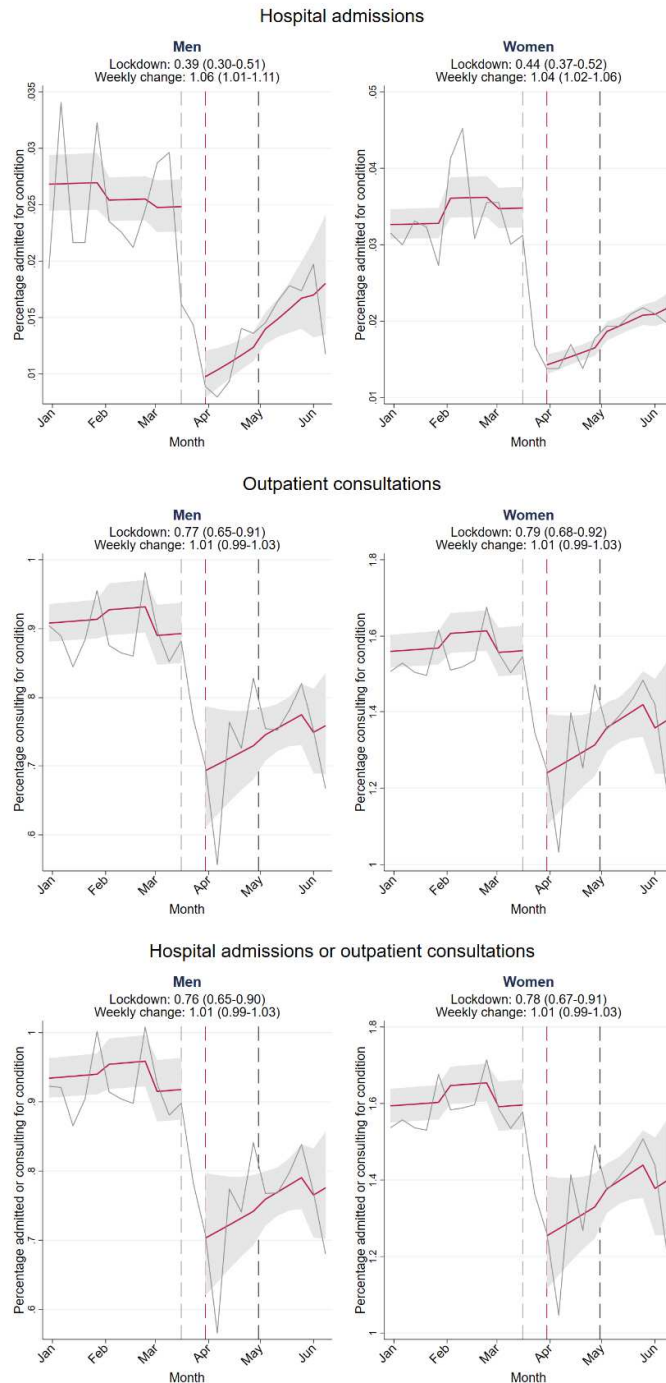 Hospital admissions
Men
Lockdown: 0.39 (0.30-0.51)
Weekly change: 1.06 (1.01-1.11)
Percentage admitted for condition
.035
.03
.025
.02
.015
.01
Jan Feb Mar Apr May Jun
Month
Women
Lockdown: 0.44 (0.37-0.52)
Weekly change: 1.04 (1.02-1.06)
Percentage admitted for condition
.05
.04
.03
.02
.01
Jan Feb Mar Apr May Jun
Month
Outpatient consultations
Men
Lockdown: 0.77 (0.65-0.91)
Weekly change: 1.01 (0.99-1.03)
Percentage consulting for condition
1
.9
.8
.7
.6
Jan Feb Mar Apr May Jun
Month
Women
Lockdown: 0.79 (0.68-0.92)
Weekly change: 1.01 (0.99-1.03)
Percentage consulting for condition
1.8
1.6
1.4
1.2
1
Jan Feb Mar Apr May Jun
Month
Hospital admissions or outpatient consultations
Men
Lockdown: 0.76 (0.65-0.90)
Weekly change: 1.01 (0.99-1.03)
Percentage admitted or consulting for condition
1
.9
.8
.7
.6
Jan Feb Mar Apr May Jun
Month
Women
Lockdown: 0.78 (0.67-0.91)
Weekly change: 1.01 (0.99-1.03)
Percentage admitted or consulting for condition
1.8
1.6
1.4
1.2
1
Jan Feb Mar Apr May Jun
Month